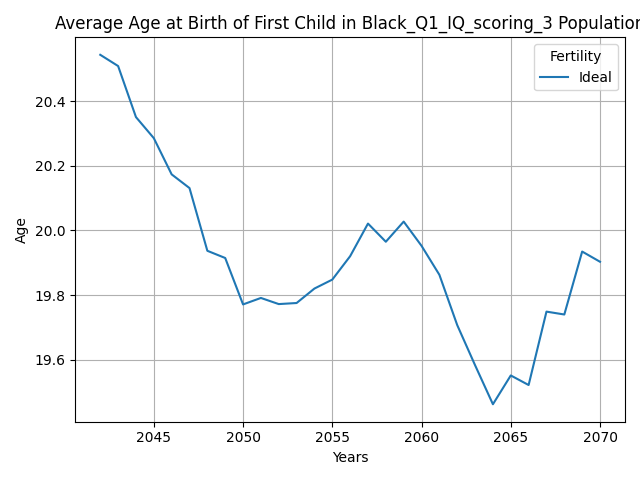 Average Age at Birth of First Child in Black_Q1_IQ_scoring_3 Population
Fertility
Ideal
20.4
20.2
20.0
19.8
19.6
Age
2045 2050 2055 2060 2065 2070
Years